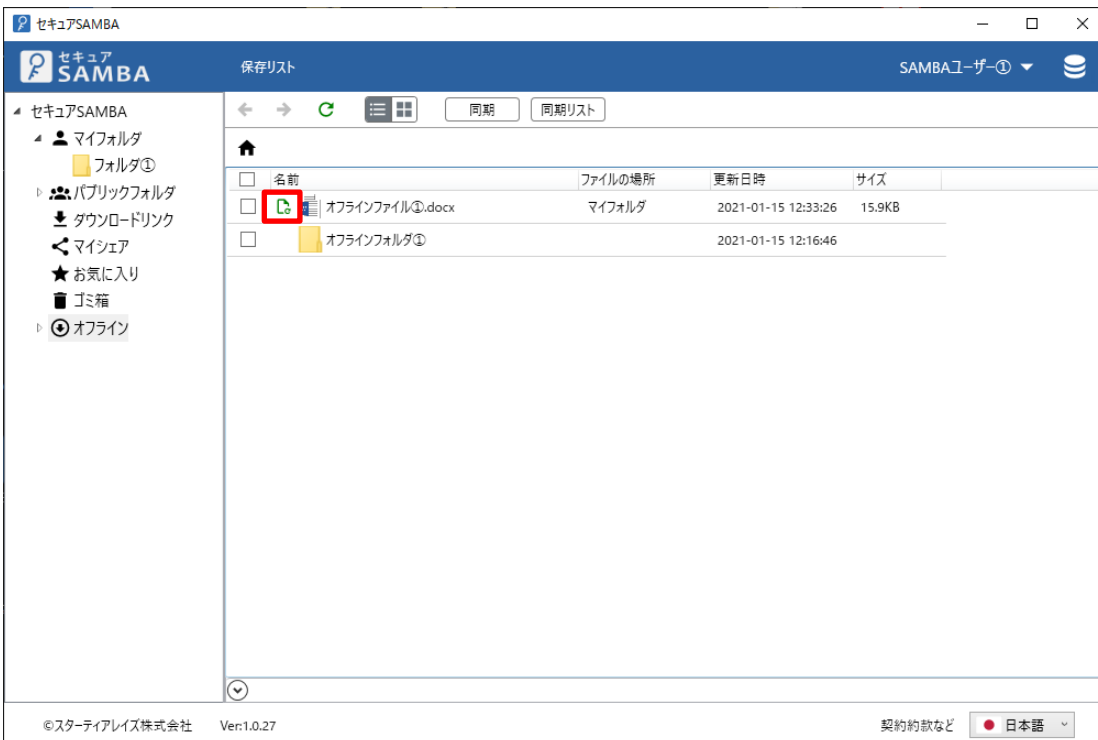 セキュアSAMBA
セキュア
SAMBA
保存リスト
SAMBAユーザー①
セキュアSAMBA
マイフォルダ
フォルダ①
パブリックフォルダ
ダウンロードリンク
マイシェア
お気に入り
ゴミ箱
オフライン
同期 同期リスト
名前 ファイルの場所 更新日時 サイズ
オフラインファイル①.docx マイフォルダ 2021-01-15 12:33:26 15.9KB
オフラインフォルダ① 2021-01-15 12:16:46
©スターティアレイズ株式会社 Ver:1.0.27 契約約款など 日本語